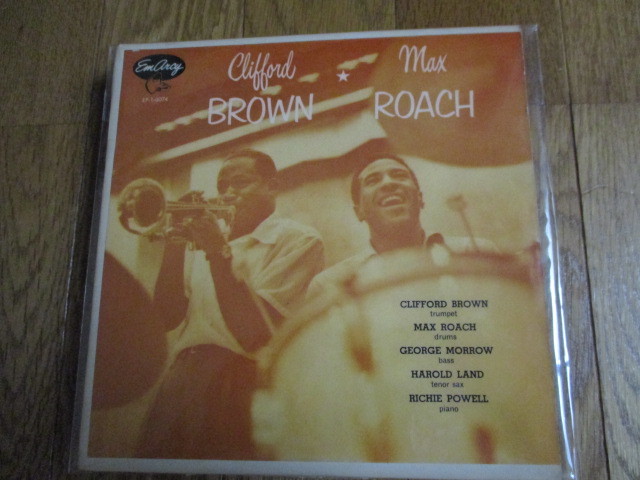 EmArcy
Clifford Max
BROWN ★ ROACH
CLIFFORD BROWN
trumpet
MAX ROACH
drums
GEORGE MORROW
bass
HAROLD LAND
tenor sax
RICHIE POWELL
piano